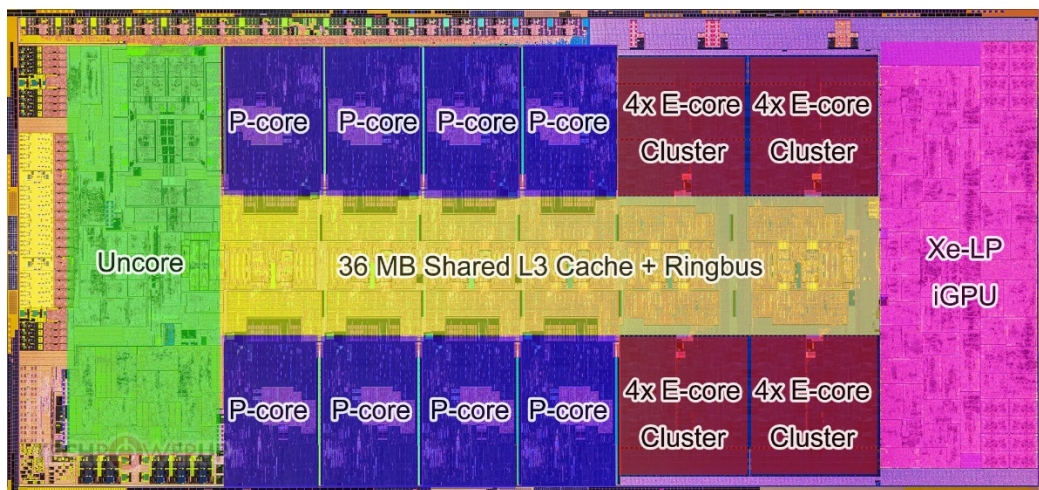 P-core
P-core
P-core
P-core
4x E-core
Cluster
4x E-core
Cluster
Uncore
36 MB Shared L3 Cache + Ringbus
Xe-LP
iGPU
P-core
P-core
P-core
P-core
4x E-core
Cluster
4x E-core
Cluster